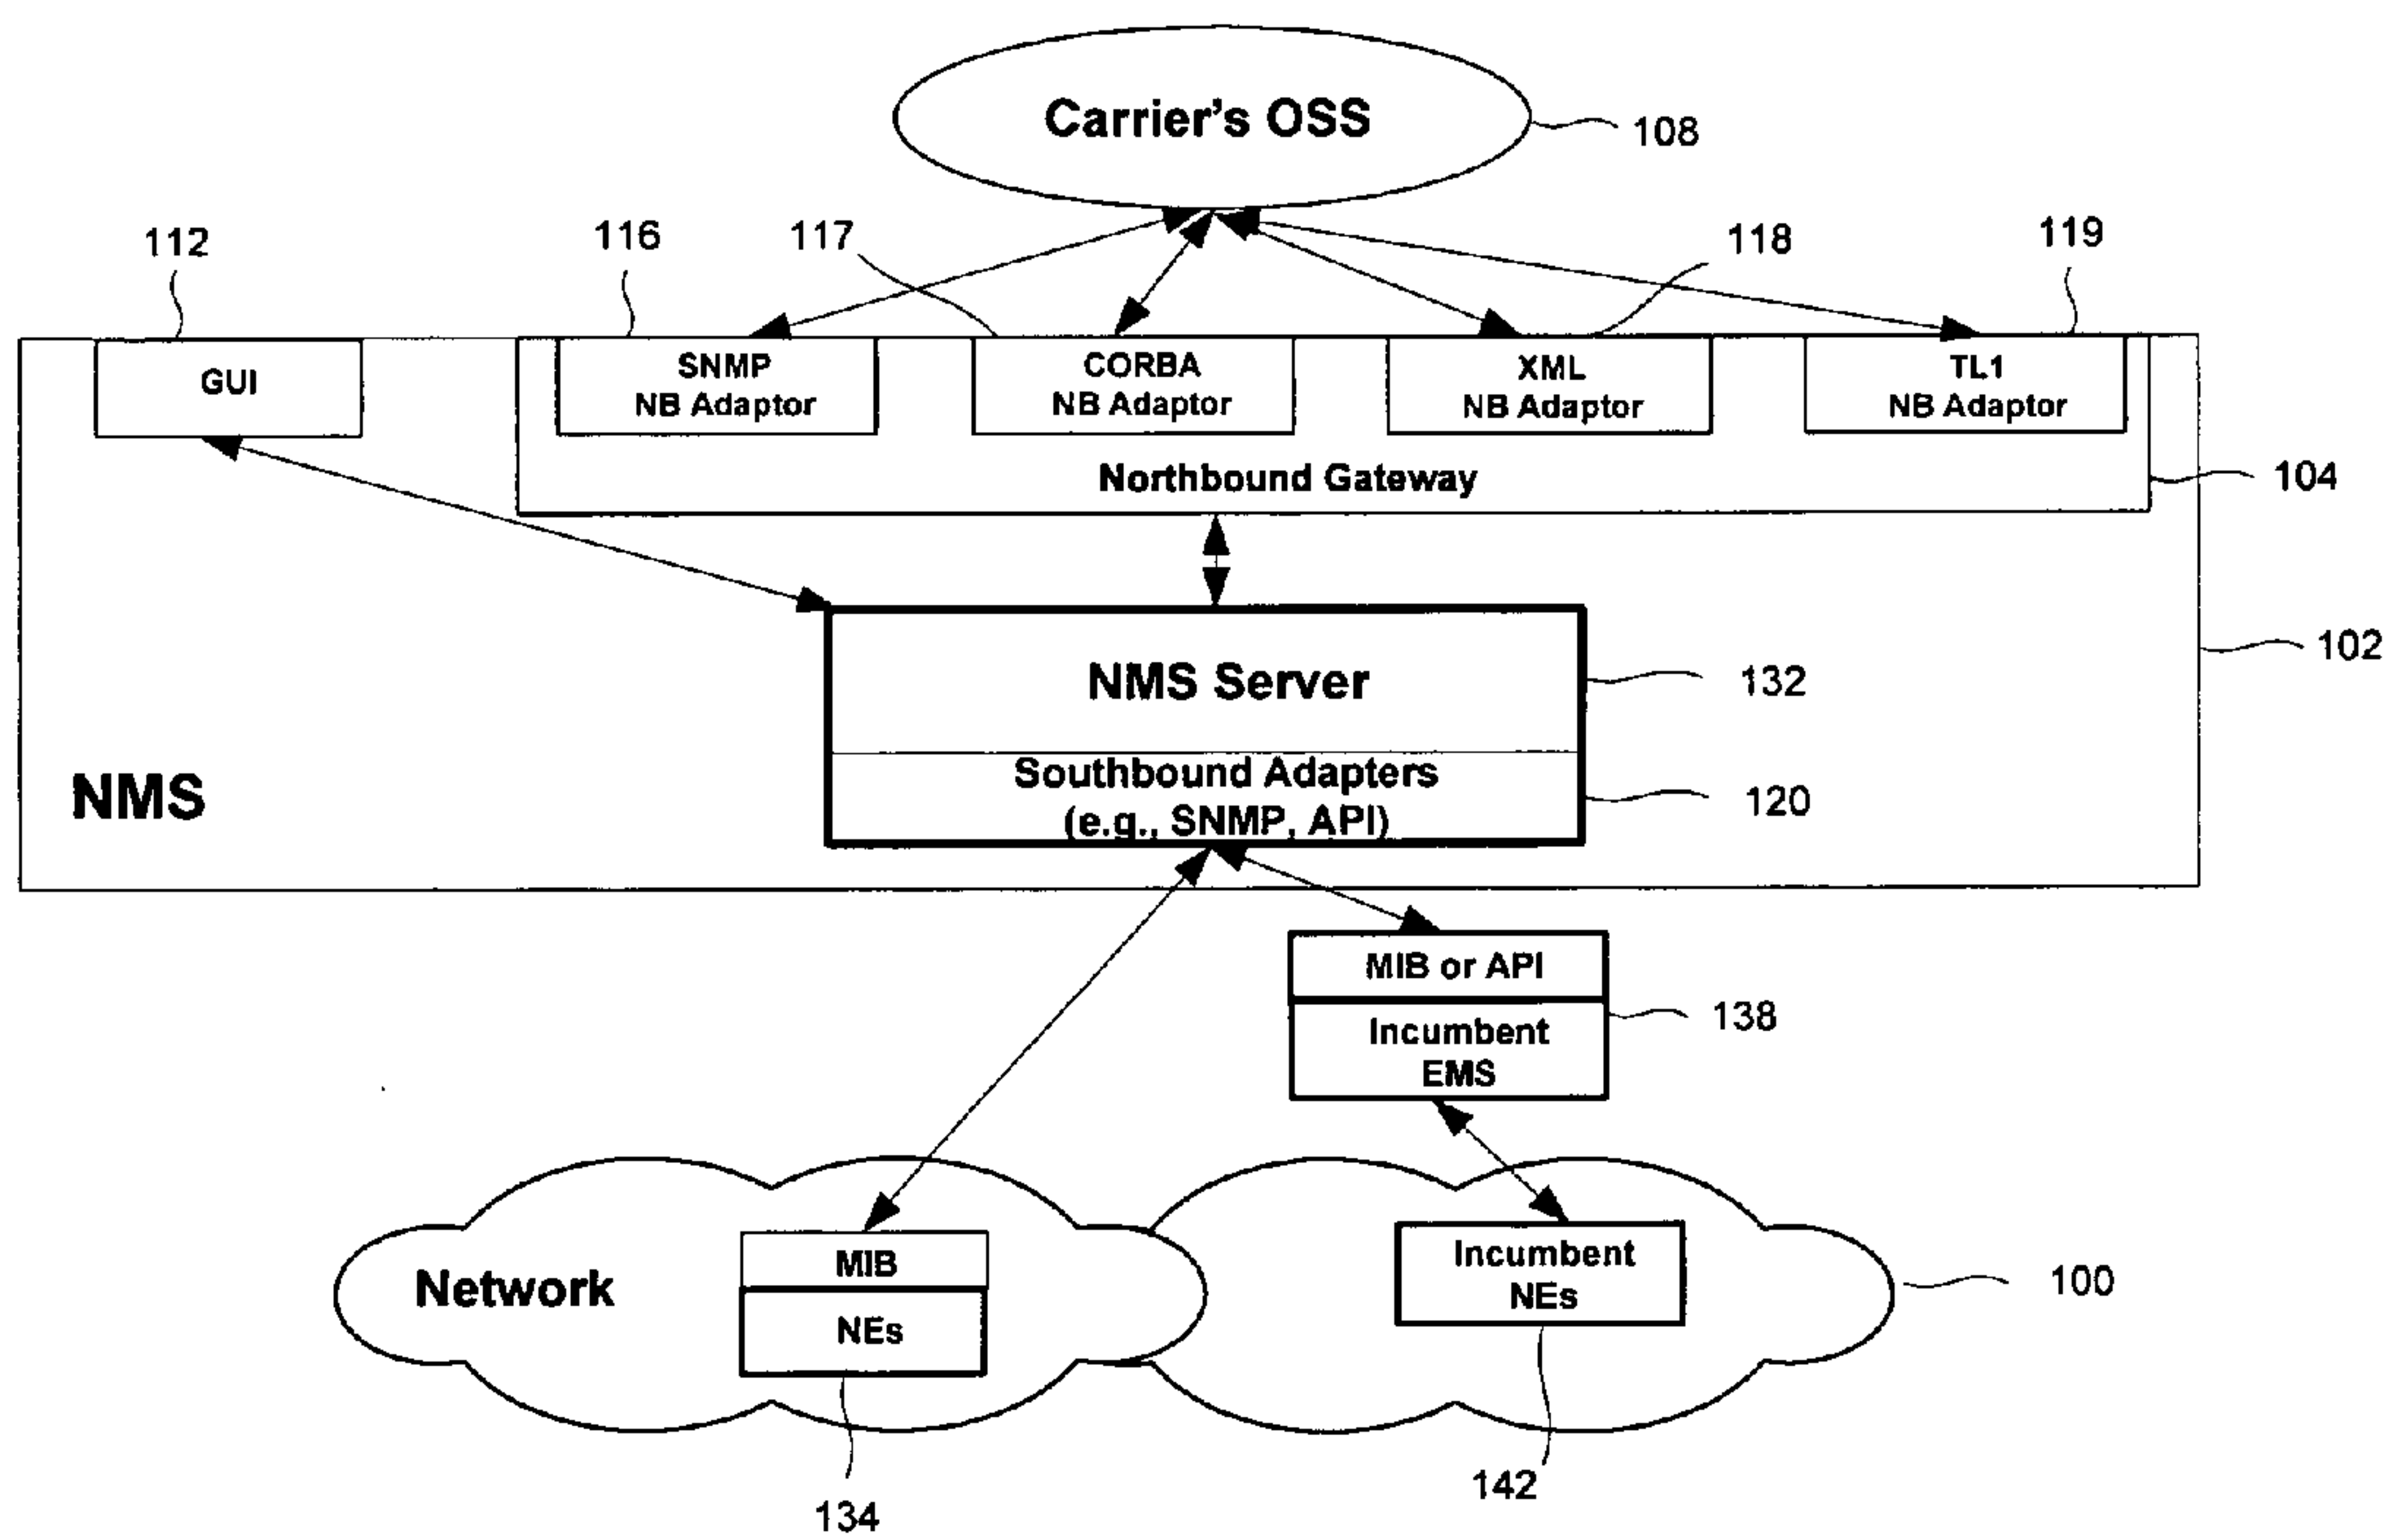 Carrier's OSS
108
112
116
117
118
119
GUI
SNMP
NB Adaptor
CORBA
NB Adaptor
XML
NB Adaptor
TL1
NB Adaptor
Northbound Gateway
104
102
NMS Server
132
Southbound Adapters
(e.g., SNMP, API)
120
NMS
MIB or API
Incumbent
EMS
138
Network
MIB
NEs
Incumbent
NEs
100
134
142